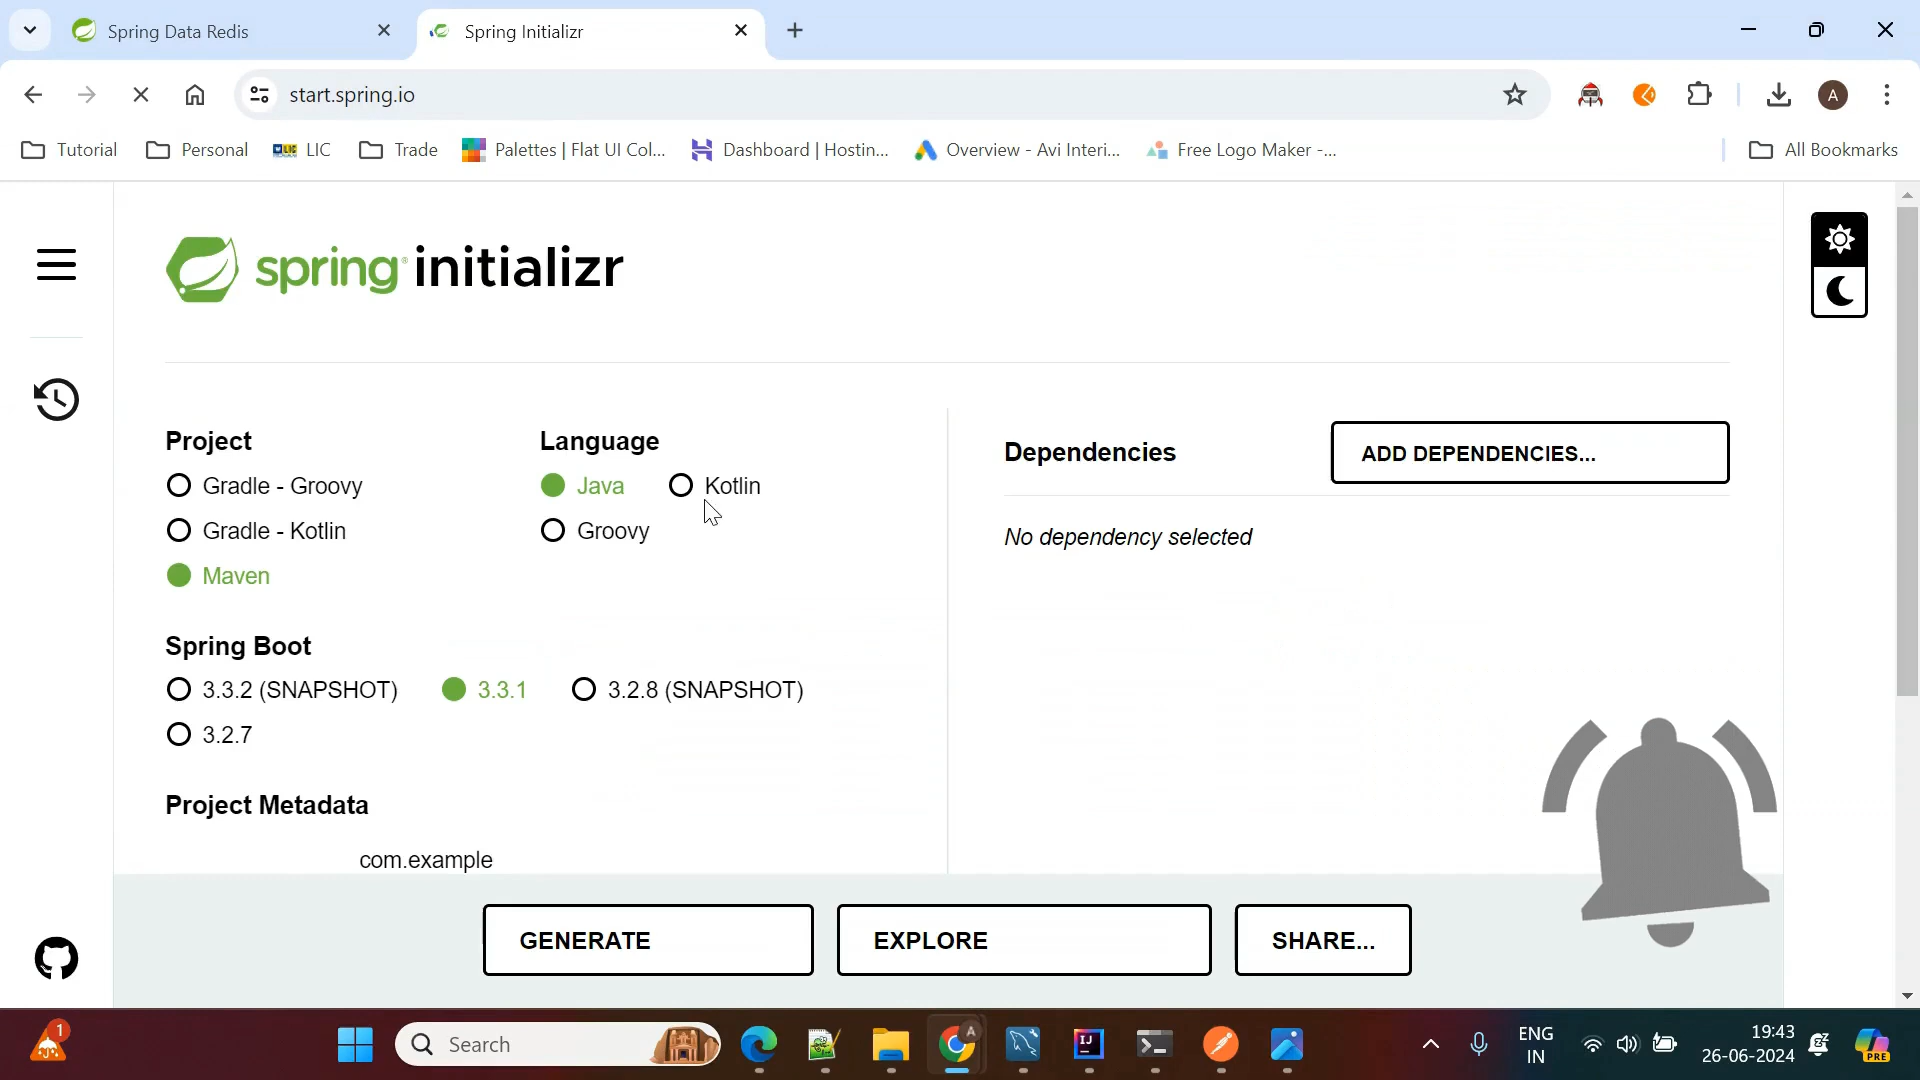 Spring Data Redis
Spring Initializr
start.spring.io
A
Tutorial
Personal
LIC
Trade
Palettes | Flat UI Col...
Dashboard | Hostin...
Overview - Avi Interi...
Free Logo Maker -...
All Bookmarks
spring initializr
Project
Gradle - Groovy
Gradle - Kotlin
Maven
Language
Java
Kotlin
Groovy
Spring Boot
3.3.2 (SNAPSHOT)
3.3.1
3.2.8 (SNAPSHOT)
3.2.7
Project Metadata
com.example
Dependencies
ADD DEPENDENCIES...
No dependency selected
GENERATE
EXPLORE
SHARE...
1
Search
A
IJ
ENG
IN
19:43
26-06-2024
PRE